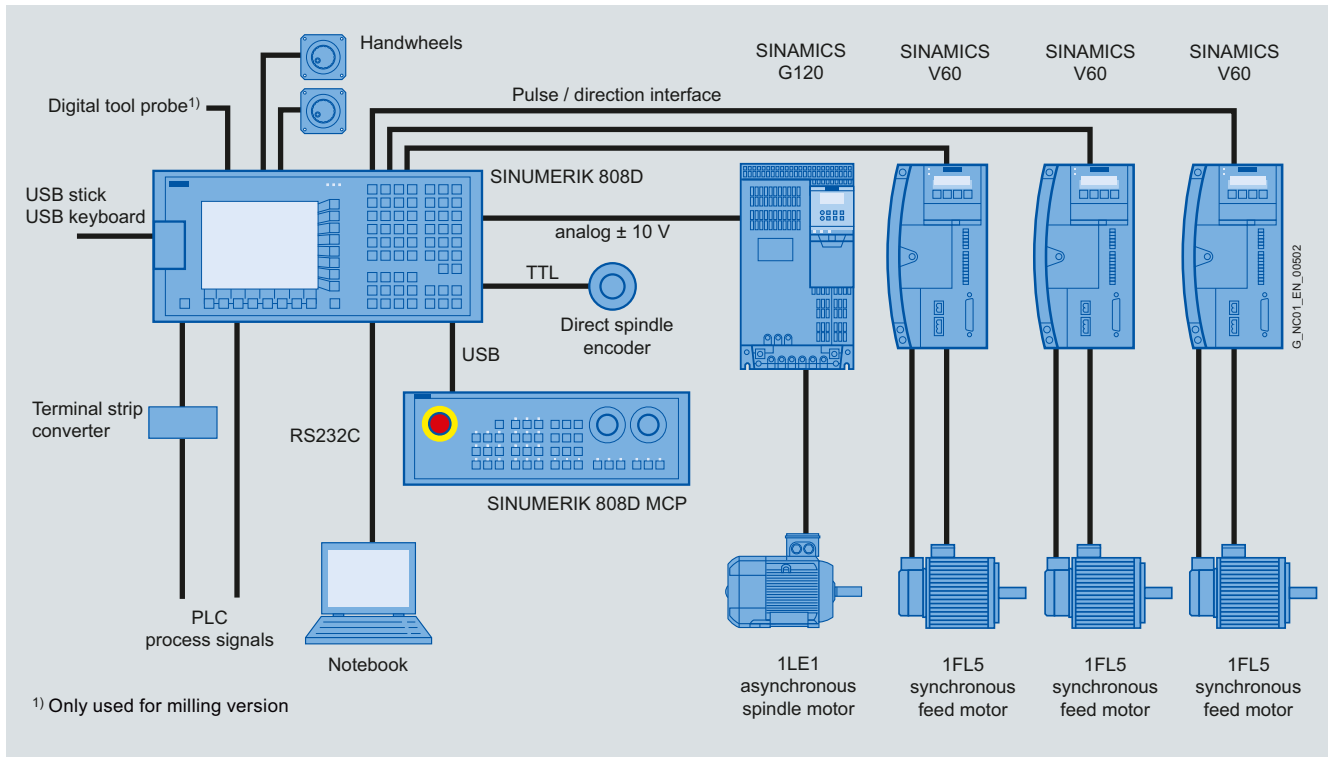 Handwheels
SINAMICS
G120
SINAMICS
V60
SINAMICS
V60
SINAMICS
V60
Digital tool probe1)
Pulse / direction interface
SINUMERIK 808D
USB stick
USB keyboard
analog ± 10 V
TTL
Direct spindle
encoder
USB
G_NC01_EN_00502
Terminal strip
converter
RS232C
SINUMERIK 808D MCP
PLC
process signals
Notebook
1LE1
asynchronous
spindle motor
1FL5
synchronous
feed motor
1FL5
synchronous
feed motor
1FL5
synchronous
feed motor
1) Only used for milling version